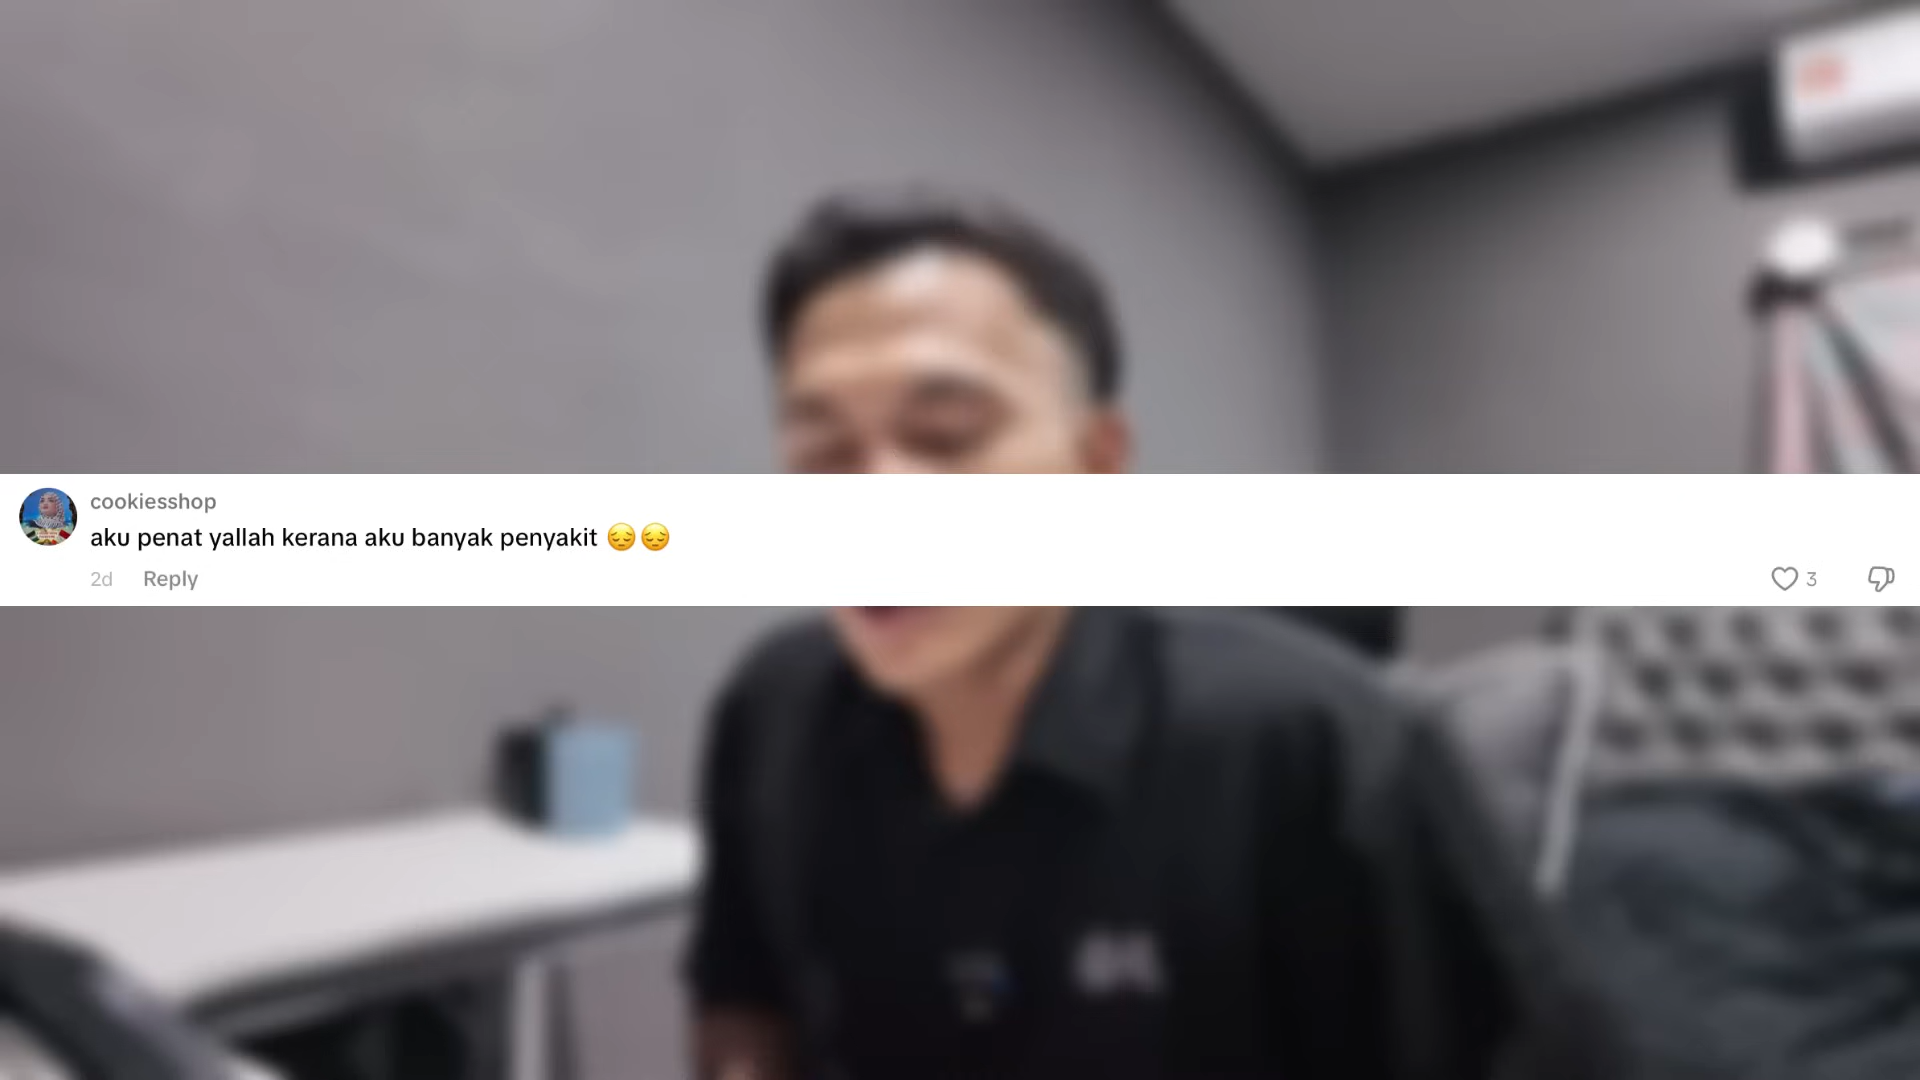 cookiesshop
aku penat yallah kerana aku banyak penyakit 😔😔
2d Reply
3